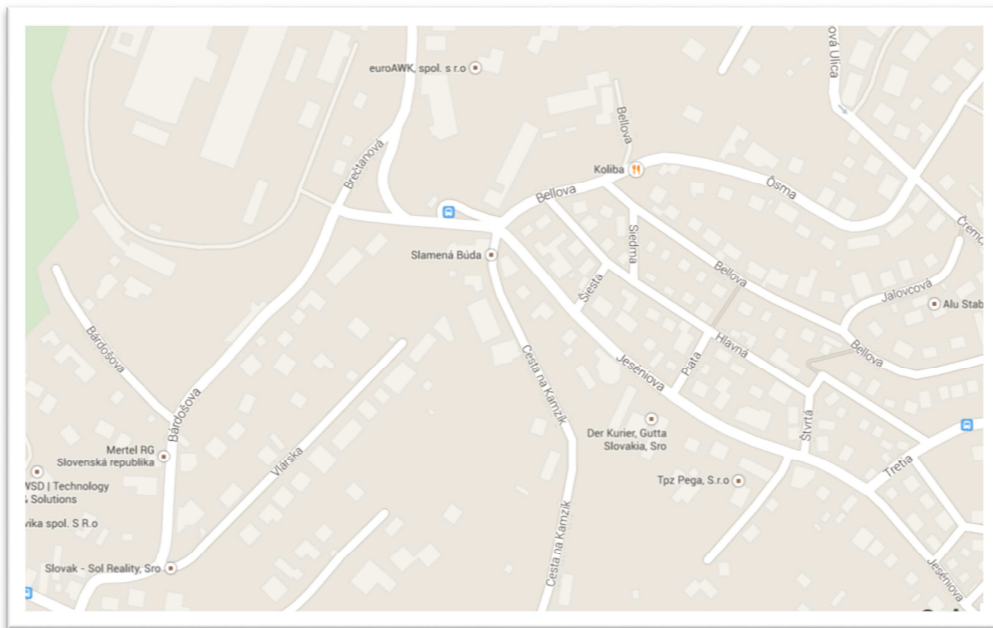 euroAWK, spol. s r.o
ová Ulica
Bellova
Brečtanová
Koliba
Bellova
Ôsma
Slamená Búda
Siedma
Bellova
Jalovcová
Alu Stab
Šiesta
Bárdošova
Cesta na Kamzík
Jeséniova
Piata
Hlavná
Bellova
Bárdošova
Der Kurier, Gutta
Slovakia, Sro
Štvrtá
Mertel RG
Slovenská republika
Vlárska
Tretia
WSD | Technology
& Solutions
Tpz Pega, S.r.o
vika spol. S R.o
Cesta na Kamzík
Slovak - Sol Reality, Sro
Jeséniova